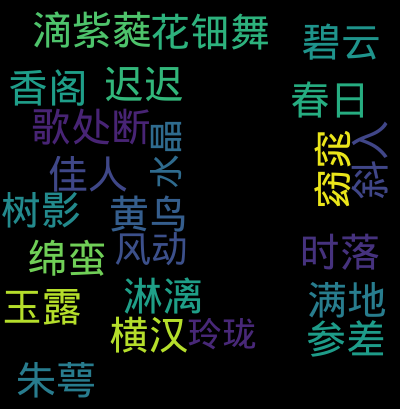 滴紫蕤花钿舞
碧云
香阁
迟迟
春日
歌处断
水晶
窈窕
斜人
佳人
树影
黄鸟
风动
时落
绵蛮
淋漓
满地
玉露
横汉
玲珑
参差
朱萼